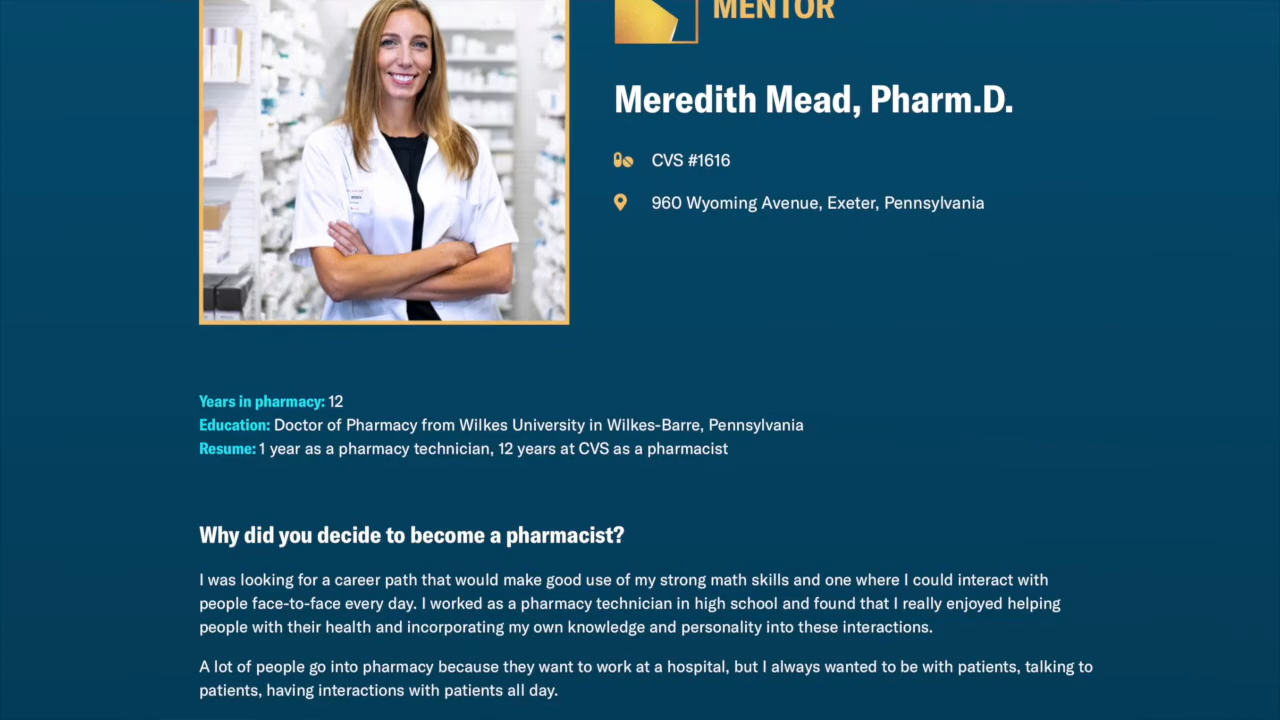 MENTOR
Meredith Mead, Pharm.D.
CVS #1616
960 Wyoming Avenue, Exeter, Pennsylvania
Years in pharmacy: 12
Education: Doctor of Pharmacy from Wilkes University in Wilkes-Barre, Pennsylvania
Resume: 1 year as a pharmacy technician, 12 years at CVS as a pharmacist
Why did you decide to become a pharmacist?
I was looking for a career path that would make good use of my strong math skills and one where I could interact with
people face-to-face every day. I worked as a pharmacy technician in high school and found that I really enjoyed helping
people with their health and incorporating my own knowledge and personality into these interactions.
A lot of people go into pharmacy because they want to work at a hospital, but I always wanted to be with patients, talking to
patients, having interactions with patients all day.